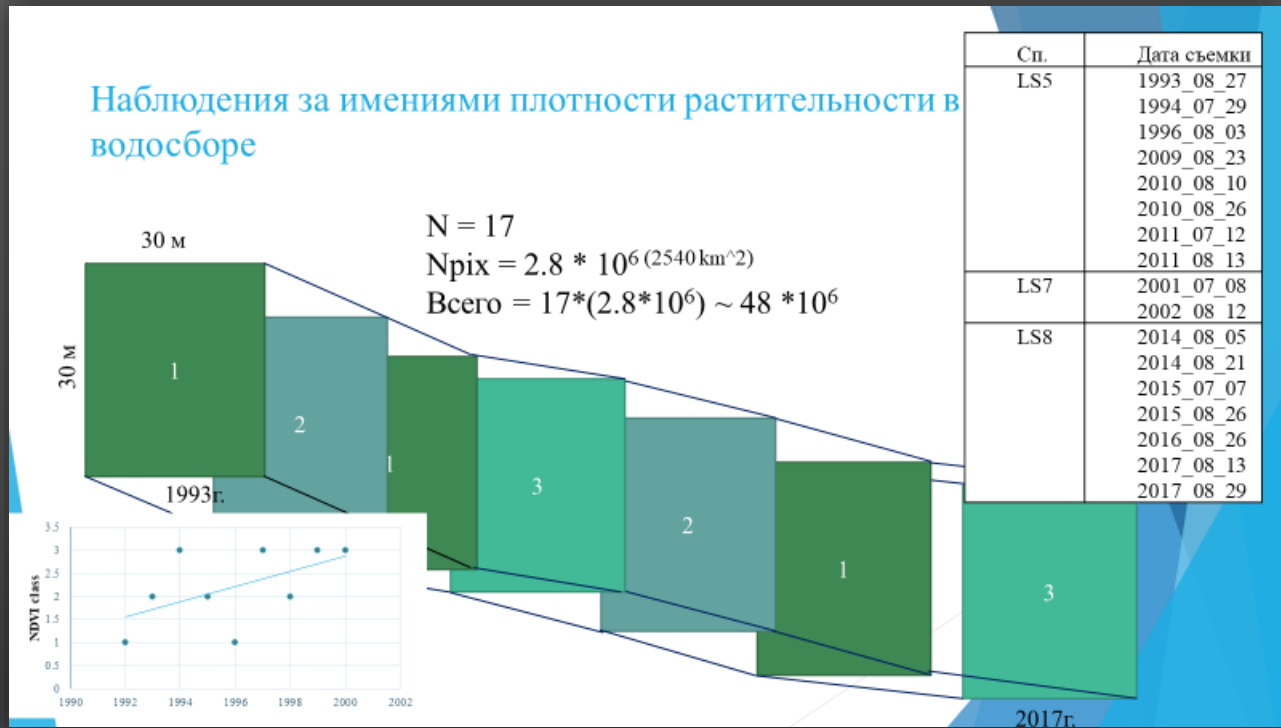 Наблюдения за имениями плотности растительности в
водосборе
Сп. Дата съемки
LS5 1993_08_27
1994_07_29
1996_08_03
2009_08_23
2010_08_10
2010_08_26
2011_07_12
2011_08_13
LS7 2001_07_08
2002_08_12
LS8 2014_08_05
2014_08_21
2015_07_07
2015_08_26
2016_08_26
2017_08_13
2017_08_29
N = 17
Npix = 2.8 * 10⁶ (2540 km^2)
Всего = 17*(2.8*10⁶) ~ 48 *10⁶
30 м
30 м
1
2
1
3
2
1
3
1993г.
2017г.
NDVI class
3.5
3
2.5
2
1.5
1
0.5
0
1990 1992 1994 1996 1998 2000 2002